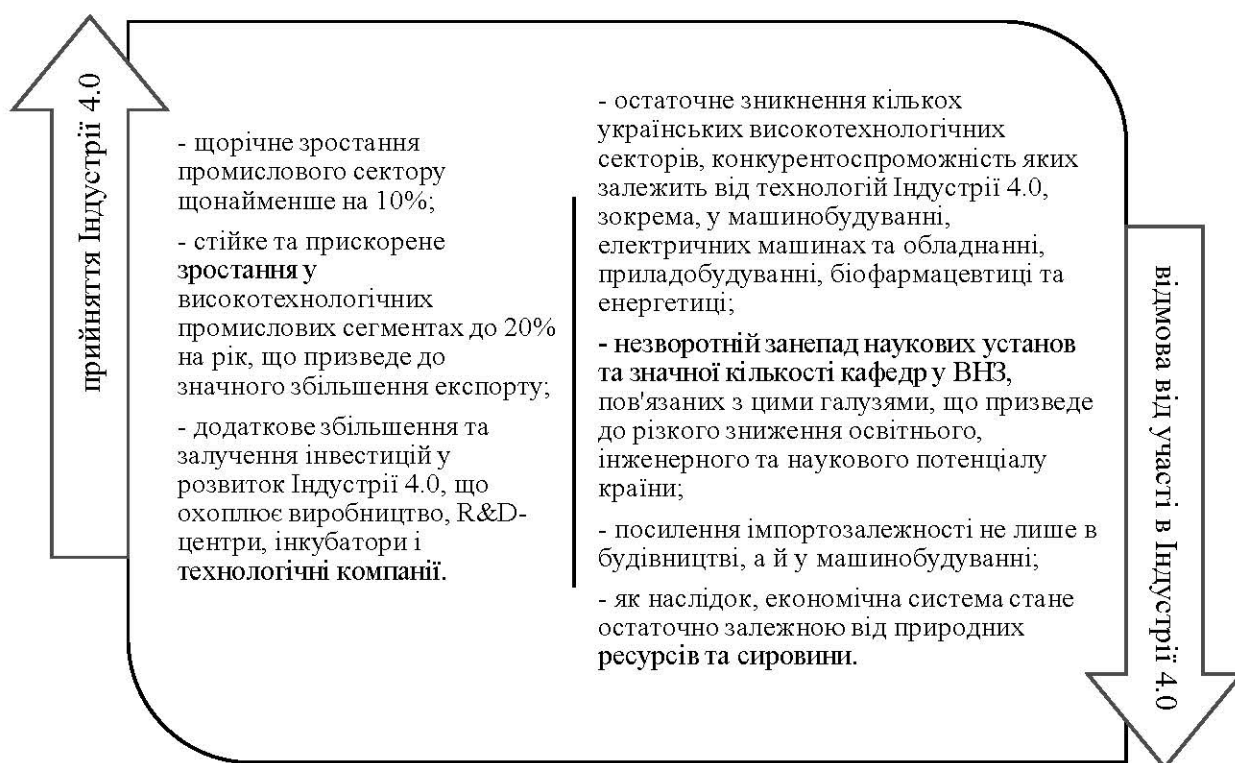 прийняття Індустрії 4.0
- щорічне зростання
промислового сектору
щонайменше на 10%;
- стійке та прискорене
зростання у
високотехнологічних
промислових сегментах до 20%
на рік, що призведе до
значного збільшення експорту;
- додаткове збільшення та
залучення інвестицій у
розвиток Індустрії 4.0, що
охоплює виробництво, R&D-
центри, інкубатори і
технологічні компанії.
- остаточне зникнення кількох
українських високотехнологічних
секторів, конкурентоспроможність яких
залежить від технологій Індустрії 4.0,
зокрема, у машинобудуванні,
електричних машинах та обладнанні,
приладобудуванні, біофармацевтиці та
енергетиці;
- незворотній занепад наукових установ
та значної кількості кафедр у ВНЗ,
пов'язаних з цими галузями, що призведе
до різкого зниження освітнього,
інженерного та наукового потенціалу
країни;
- посилення імпортозалежності не лише в
будівництві, а й у машинобудуванні;
- як наслідок, економічна система стане
остаточно залежною від природних
ресурсів та сировини.
відмова від участі в Індустрії 4.0